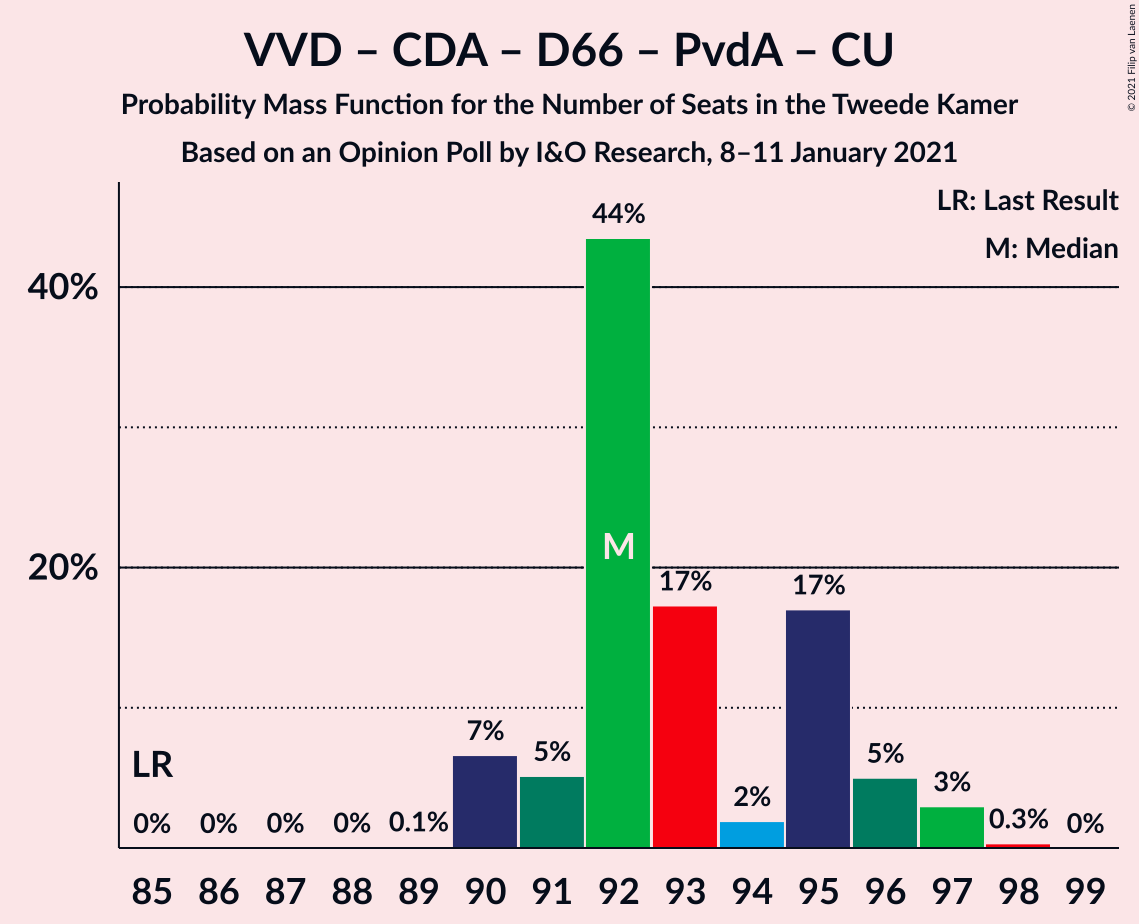 VVD – CDA – D66 – PvdA – CU
Probability Mass Function for the Number of Seats in the Tweede Kamer
Based on an Opinion Poll by I&O Research, 8–11 January 2021
© 2021 Filip van Laenen
LR: Last Result
M: Median
44%
40%
M
20%
17%
17%
7%
5%
5%
LR
3%
2%
0%
0%
0%
0%
0.1%
0.3%
0%
85 86 87 88 89 90 91 92 93 94 95 96 97 98 99